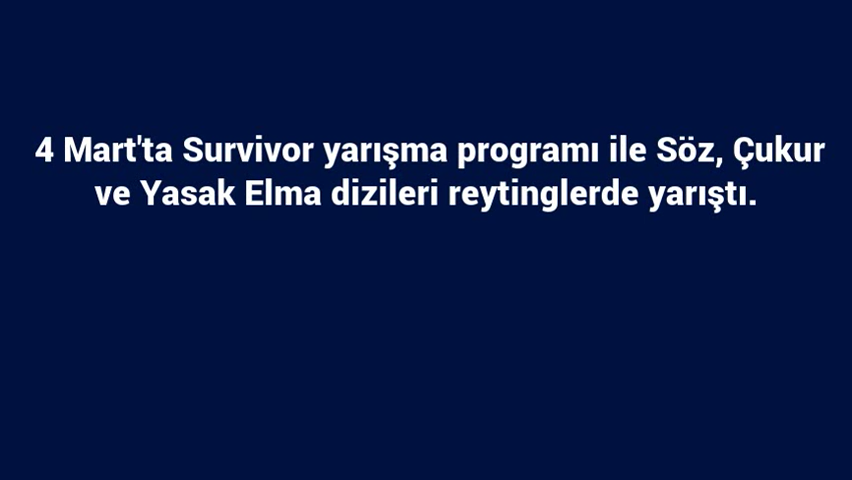 4 Mart'ta Survivor yarışma programı ile Söz, Çukur
ve Yasak Elma dizileri reytinglerde yarıştı.